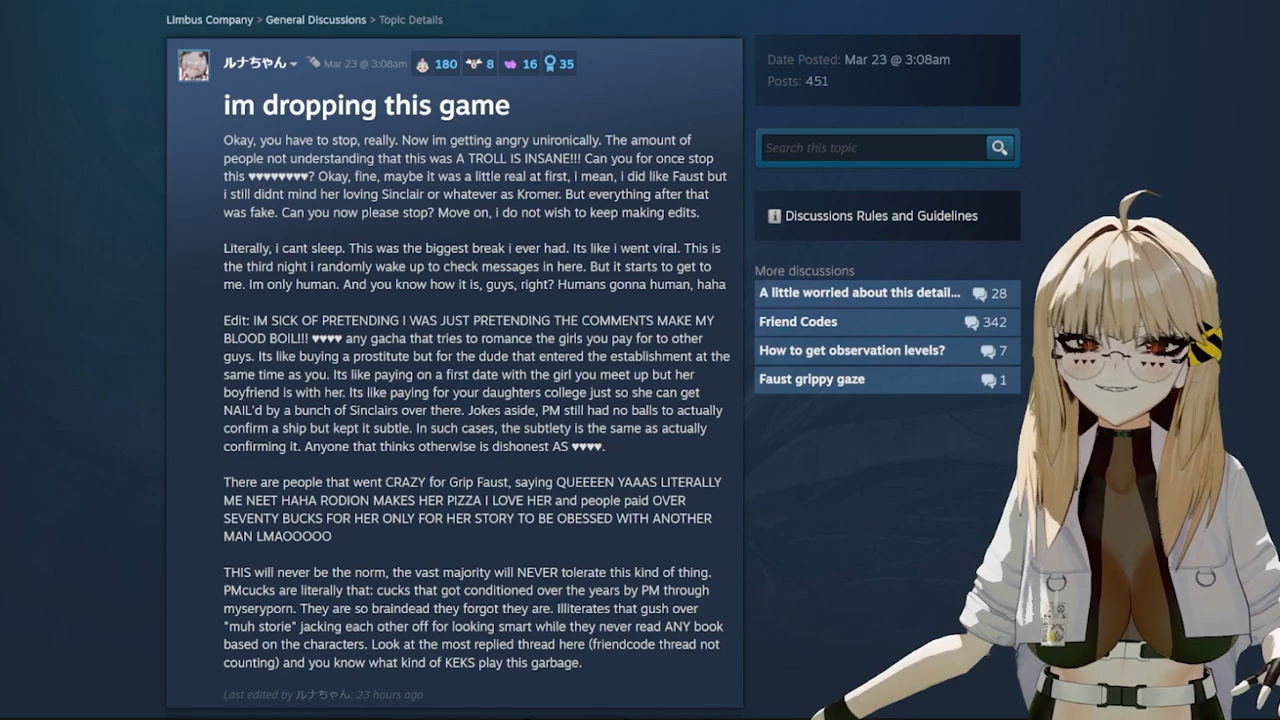 Limbus Company > General Discussions > Topic Details
ルナちゃん Mar 23 @ 3:08am 180 8 16 35
im dropping this game
Okay, you have to stop, really. Now im getting angry unironically. The amount of
people not understanding that this was A TROLL IS INSANE!!! Can you for once stop
this ♥♥♥♥♥♥♥♥? Okay, fine, maybe it was a little real at first, i mean, i did like Faust but
i still didnt mind her loving Sinclair or whatever as Kromer. But everything after that
was fake. Can you now please stop? Move on, i do not wish to keep making edits.
Literally, i cant sleep. This was the biggest break i ever had. Its like i went viral. This is
the third night i randomly wake up to check messages in here. But it starts to get to
me. Im only human. And you know how it is, guys, right? Humans gonna human, haha
Edit: IM SICK OF PRETENDING I WAS JUST PRETENDING THE COMMENTS MAKE MY
BLOOD BOIL!!! ♥♥♥♥ any gacha that tries to romance the girls you pay for to other
guys. Its like buying a prostitute but for the dude that entered the establishment at the
same time as you. Its like paying on a first date with the girl you meet up but her
boyfriend is with her. Its like paying for your daughters college just so she can get
NAIL'd by a bunch of Sinclairs over there. Jokes aside, PM still had no balls to actually
confirm a ship but kept it subtle. In such cases, the subtlety is the same as actually
confirming it. Anyone that thinks otherwise is dishonest AS ♥♥♥♥.
There are people that went CRAZY for Grip Faust, saying QUEEEEN YAAAS LITERALLY
ME NEET HAHA RODION MAKES HER PIZZA I LOVE HER and people paid OVER
SEVENTY BUCKS FOR HER ONLY FOR HER STORY TO BE OBESSED WITH ANOTHER
MAN LMAOOOOO
THIS will never be the norm, the vast majority will NEVER tolerate this kind of thing.
PMcucks are literally that: cucks that got conditioned over the years by PM through
myseryporn. They are so braindead they forgot they are. Illiterates that gush over
"muh storie" jacking each other off for looking smart while they never read ANY book
based on the characters. Look at the most replied thread here (friendcode thread not
counting) and you know what kind of KEKS play this garbage.
Last edited by ルナちゃん; 23 hours ago
Date Posted: Mar 23 @ 3:08am
Posts: 451
Search this topic
Discussions Rules and Guidelines
More discussions
A little worried about this detail... 28
Friend Codes 342
How to get observation levels? 7
Faust grippy gaze 1